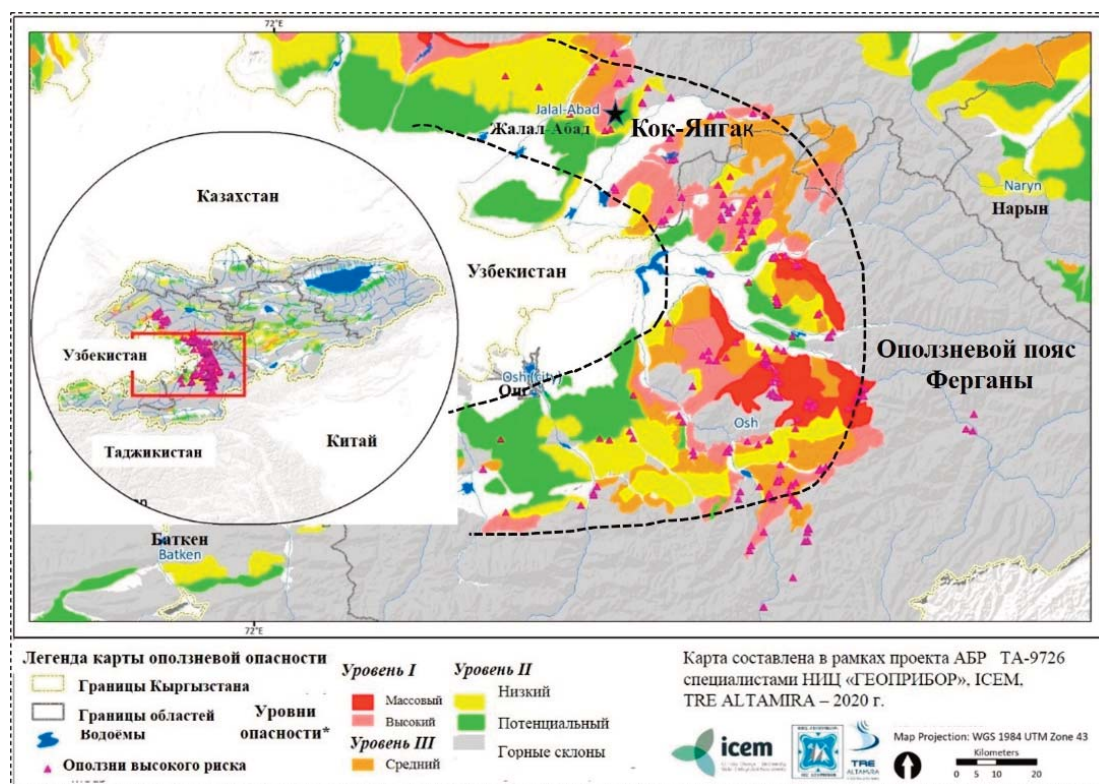 72°E
Jalal-Abad
Жалал-Абад
Кок-Янгак
Казахстан
Naryn
Нарын
Узбекистан
Узбекистан
Оползневой пояс
Ферганы
Osh (City)
Osh
Китай
Таджикистан
Баткен
Batken
72°E
Легенда карты оползневой опасности
Границы Кыргызстана
Границы областей
Водоёмы
Уровни
опасности*
Оползни высокого риска
Уровень I
Массовый
Высокий
Уровень III
Средний
Уровень II
Низкий
Потенциальный
Горные склоны
Карта составлена в рамках проекта АБР ТА-9726
специалистами НИЦ «ГЕОПРИБОР», ICEM,
TRE ALTAMIRA – 2020 г.
icem
TRE
ALTAMIRA
Map Projection: WGS 1984 UTM Zone 43
Kilometers
0 5 10 20